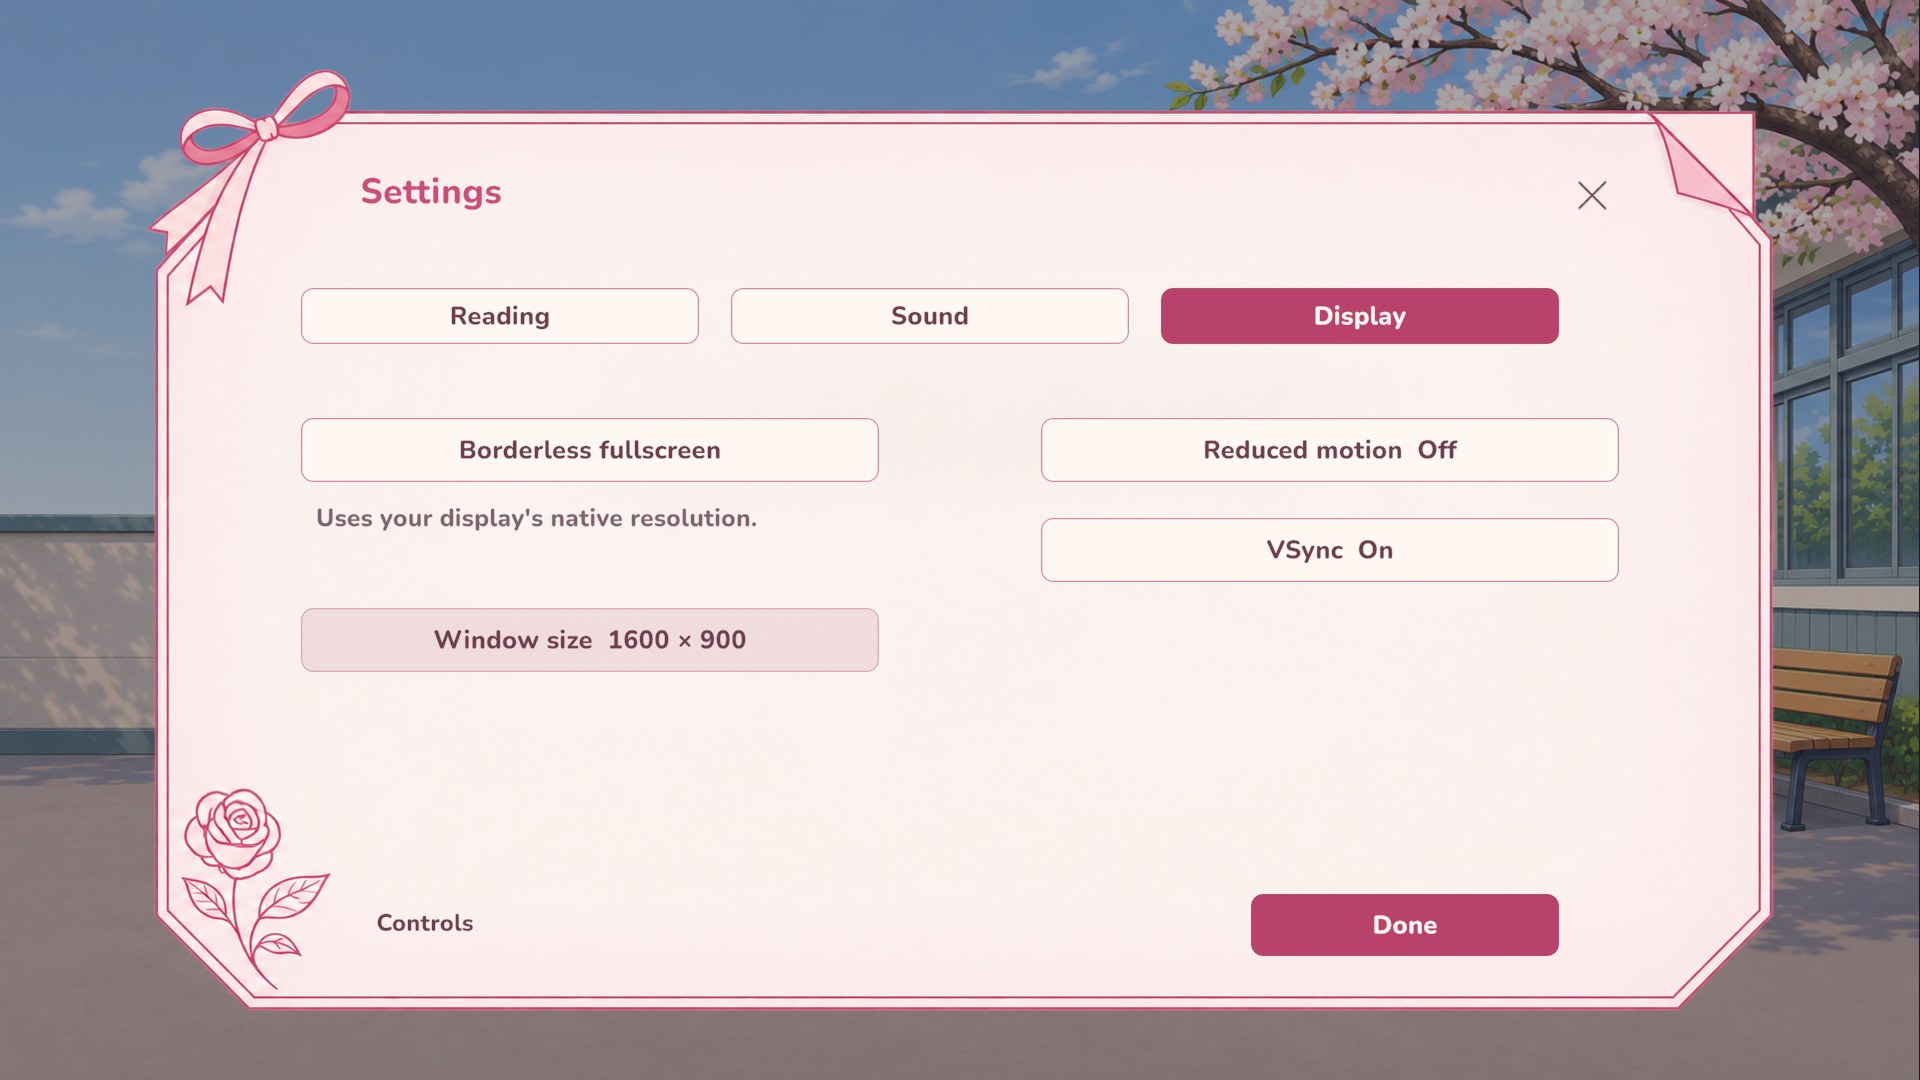 Settings
Reading
Sound
Display
Borderless fullscreen
Reduced motion Off
Uses your display's native resolution.
VSync On
Window size 1600 × 900
Controls
Done